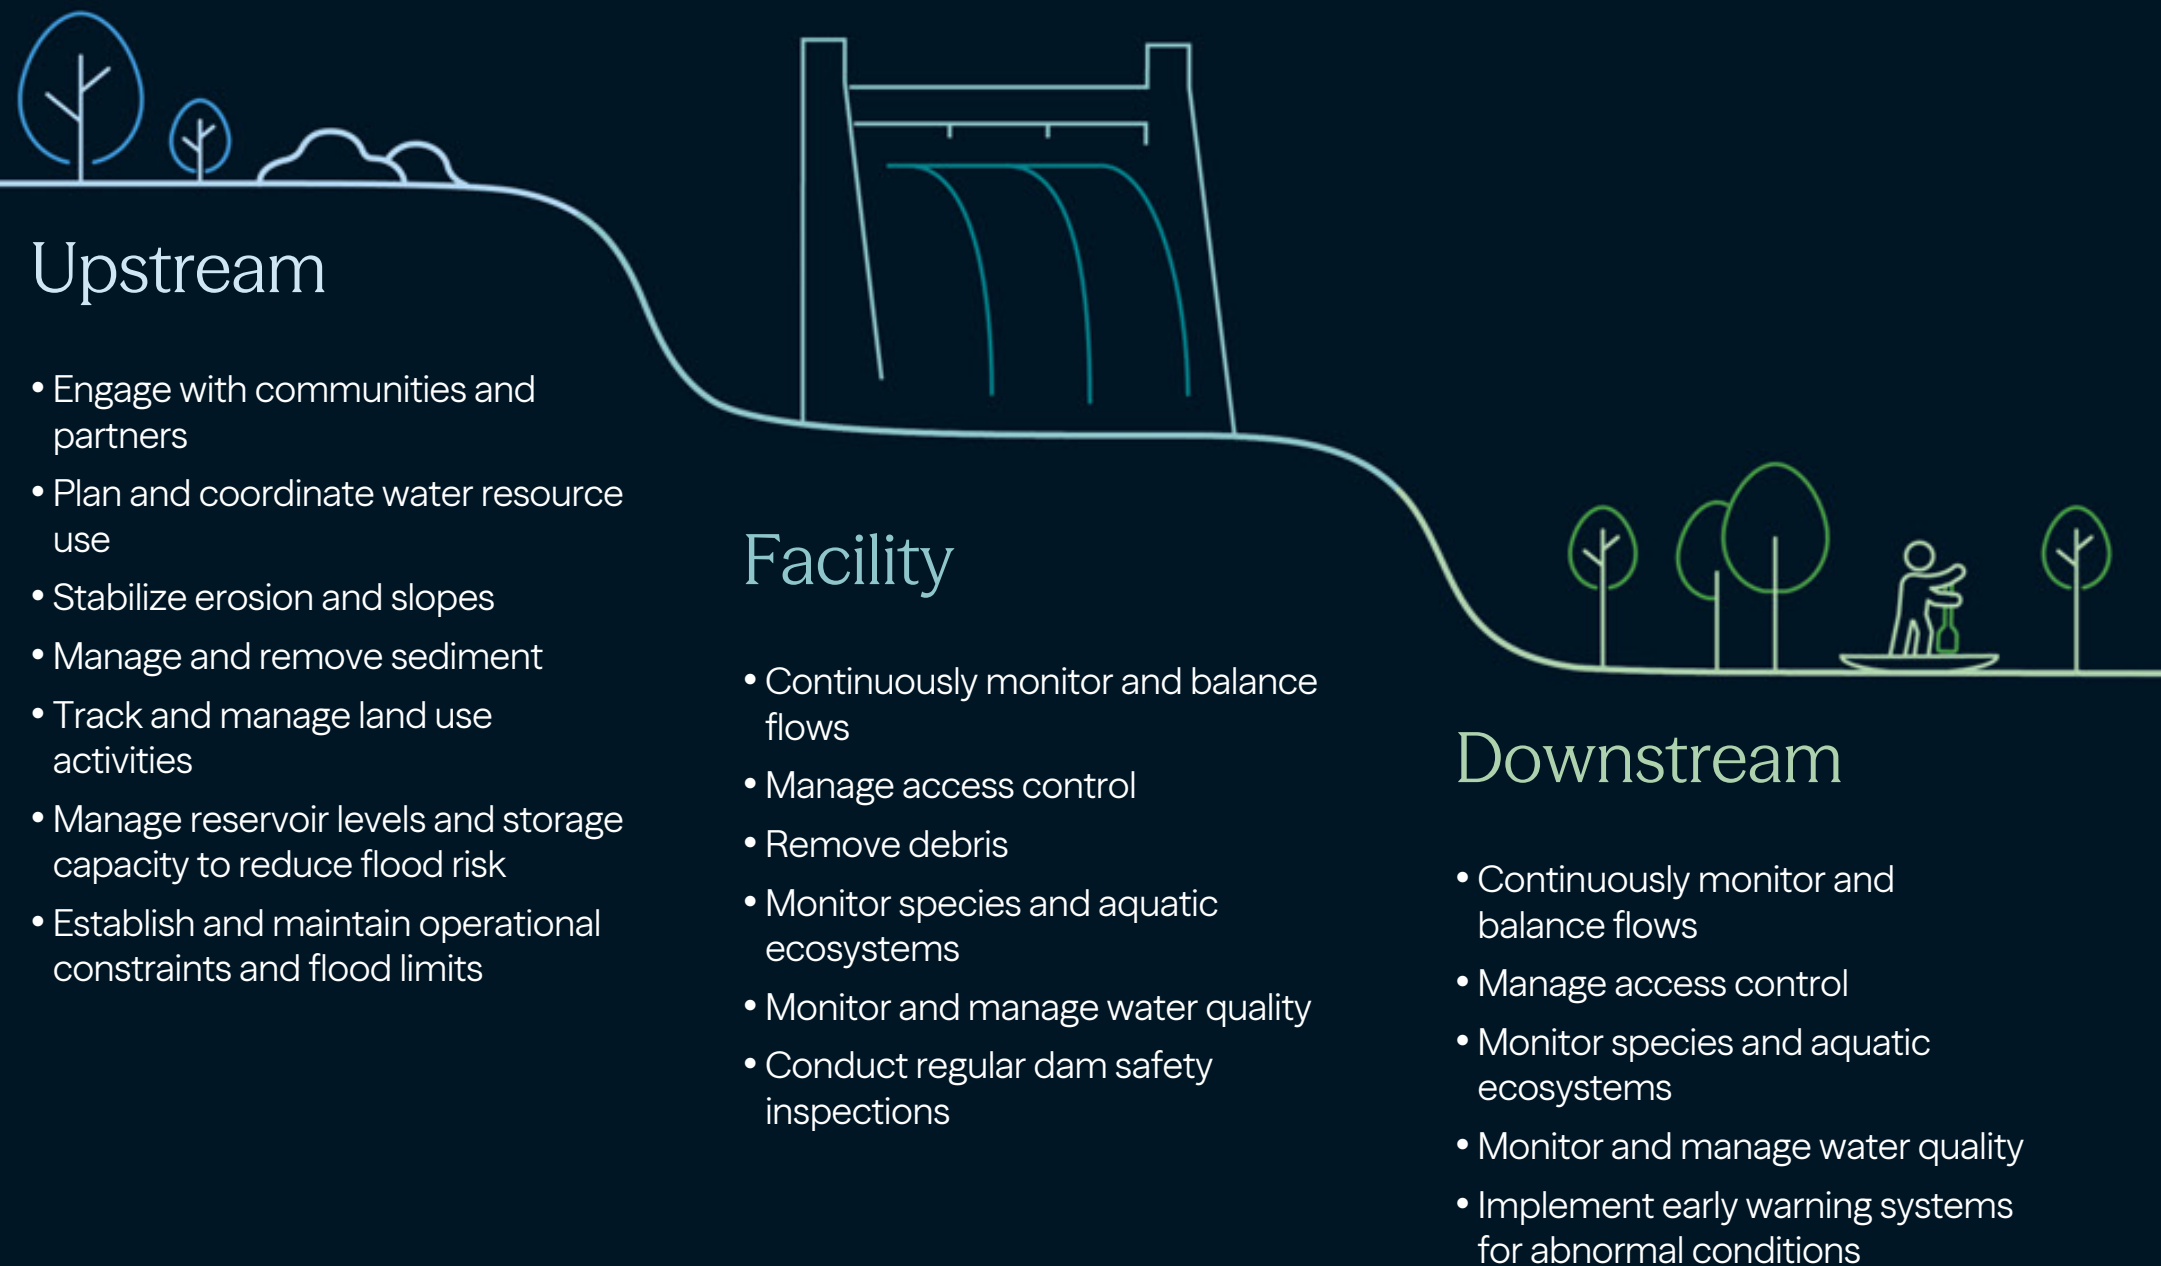 Upstream
• Engage with communities and
partners
• Plan and coordinate water resource
use
• Stabilize erosion and slopes
• Manage and remove sediment
• Track and manage land use
activities
• Manage reservoir levels and storage
capacity to reduce flood risk
• Establish and maintain operational
constraints and flood limits
Facility
• Continuously monitor and balance
flows
• Manage access control
• Remove debris
• Monitor species and aquatic
ecosystems
• Monitor and manage water quality
• Conduct regular dam safety
inspections
Downstream
• Continuously monitor and
balance flows
• Manage access control
• Monitor species and aquatic
ecosystems
• Monitor and manage water quality
• Implement early warning systems
for abnormal conditions